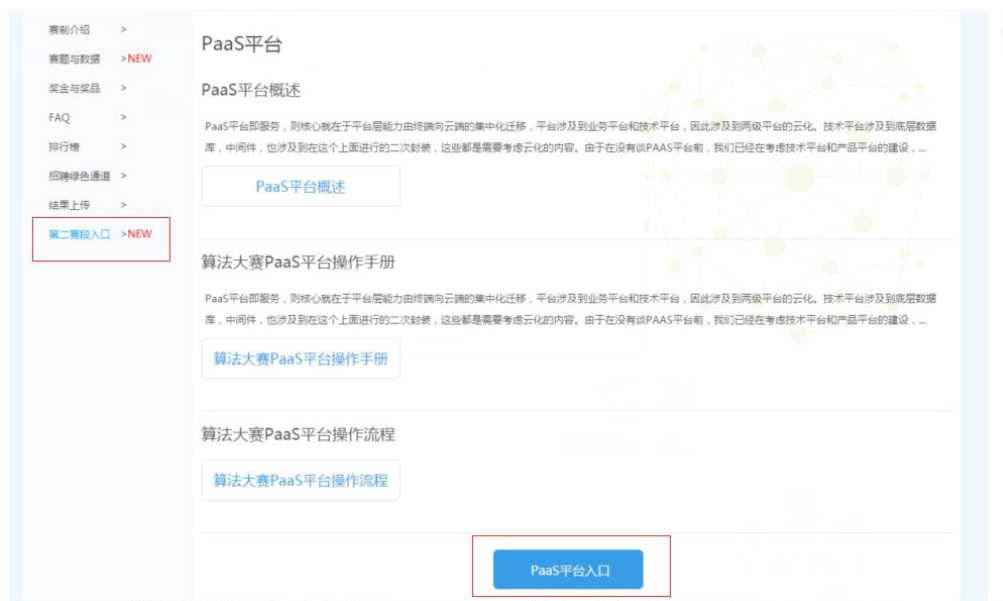 赛制介绍 >
赛题与数据 >NEW
奖金与奖品 >
FAQ >
排行榜 >
招聘绿色通道 >
结果上传 >
第二赛段入口 >NEW
PaaS平台
PaaS平台概述
PaaS平台即服务，则核心就在于平台层能力由终端向云端的集中化迁移，平台涉及到业务平台和技术平台，因此涉及到两级平台的云化。技术平台涉及到底层数据
库，中间件，也涉及到在这个上面进行的二次封装，这些都是需要考虑云化的内容。由于在没有谈PAAS平台前，我们已经在考虑技术平台和产品平台的建设，...
PaaS平台概述
算法大赛PaaS平台操作手册
PaaS平台即服务，则核心就在于平台层能力由终端向云端的集中化迁移，平台涉及到业务平台和技术平台，因此涉及到两级平台的云化。技术平台涉及到底层数据
库，中间件，也涉及到在这个上面进行的二次封装，这些都是需要考虑云化的内容。由于在没有谈PAAS平台前，我们已经在考虑技术平台和产品平台的建设，...
算法大赛PaaS平台操作手册
算法大赛PaaS平台操作流程
算法大赛PaaS平台操作流程
PaaS平台入口